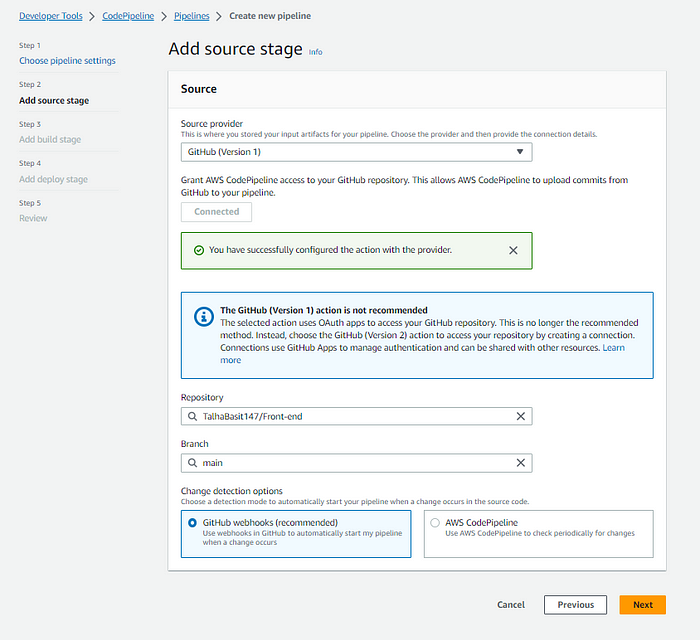 Developer Tools > CodePipeline > Pipelines > Create new pipeline
Step 1
Choose pipeline settings
Step 2
Add source stage
Step 3
Add build stage
Step 4
Add deploy stage
Step 5
Review
Add source stage Info
Source
Source provider
This is where you stored your input artifacts for your pipeline. Choose the provider and then provide the connection details.
GitHub (Version 1)
Grant AWS CodePipeline access to your GitHub repository. This allows AWS CodePipeline to upload commits from
GitHub to your pipeline.
Connected
You have successfully configured the action with the provider.
The GitHub (Version 1) action is not recommended
The selected action uses OAuth apps to access your GitHub repository. This is no longer the recommended
method. Instead, choose the GitHub (Version 2) action to access your repository by creating a connection.
Connections use GitHub Apps to manage authentication and can be shared with other resources. Learn
more
Repository
TalhaBasit147/Front-end
Branch
main
Change detection options
Choose a detection mode to automatically start your pipeline when a change occurs in the source code.
GitHub webhooks (recommended)
Use webhooks in GitHub to automatically start my pipeline
when a change occurs
AWS CodePipeline
Use AWS CodePipeline to check periodically for changes
Cancel
Previous
Next